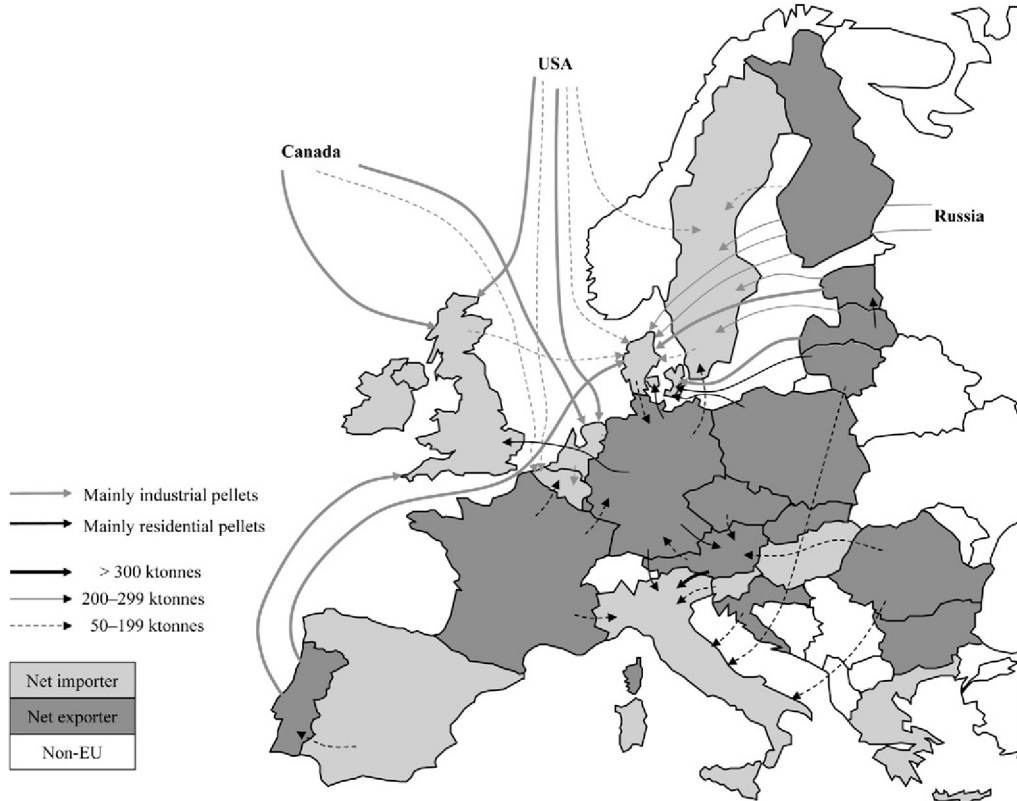 USA
Canada
Russia
Mainly industrial pellets
Mainly residential pellets
> 300 ktonnes
200–299 ktonnes
50–199 ktonnes
Net importer
Net exporter
Non-EU